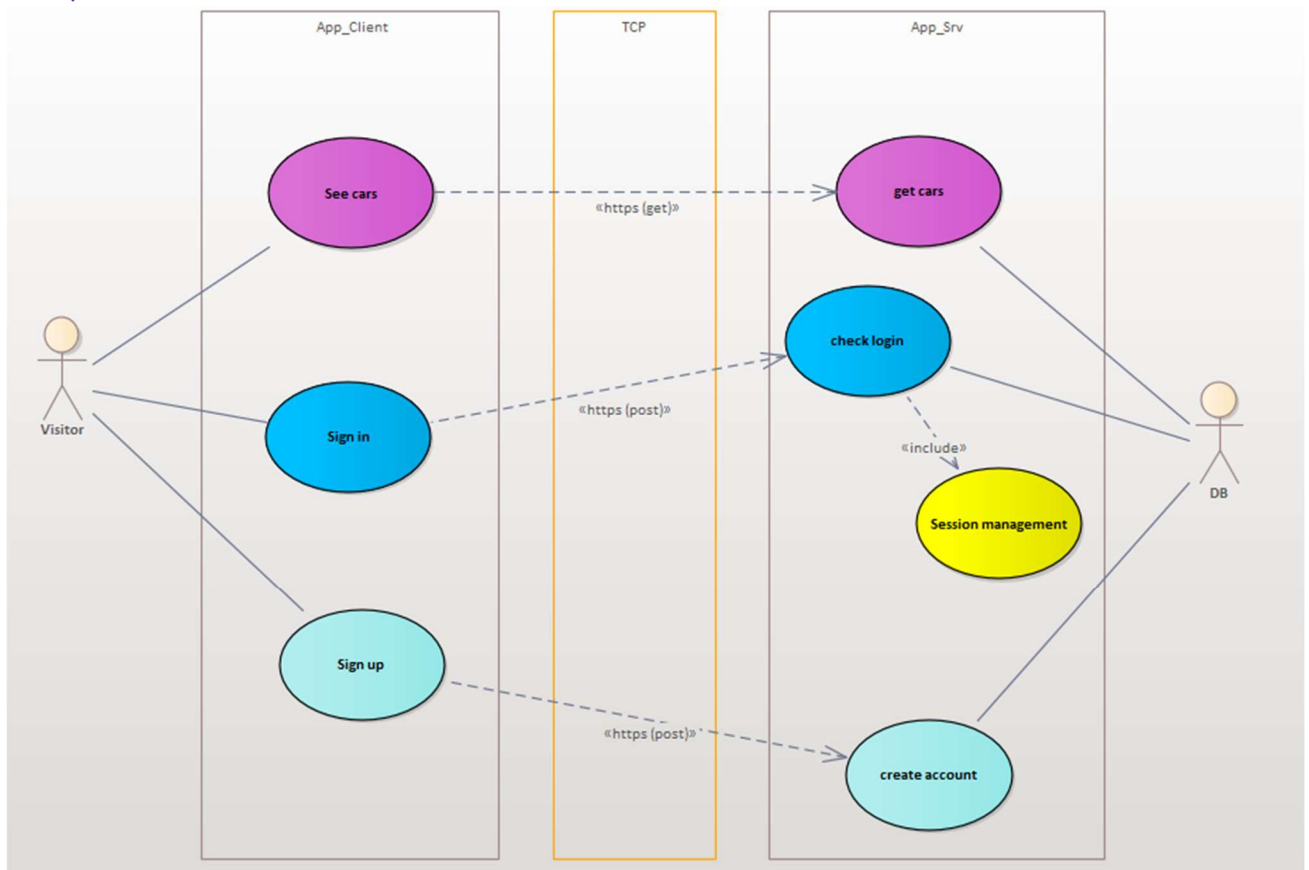 App_Client
TCP
App_Srv
See cars
get cars
«https (get)»
check login
«https (post)»
Visitor
Sign in
«include»
DB
Session management
Sign up
«https (post)»
create account